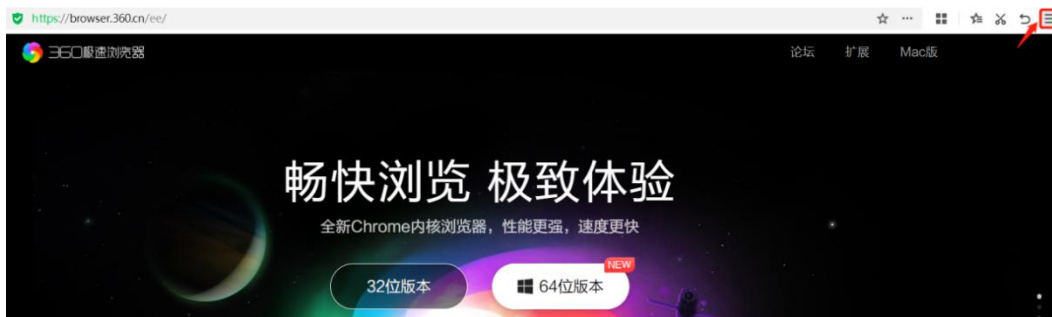 https://browser.360.cn/ee/
360极速浏览器
论坛 扩展 Mac版
畅快浏览 极致体验
全新Chrome内核浏览器，性能更强，速度更快
NEW
32位版本 64位版本